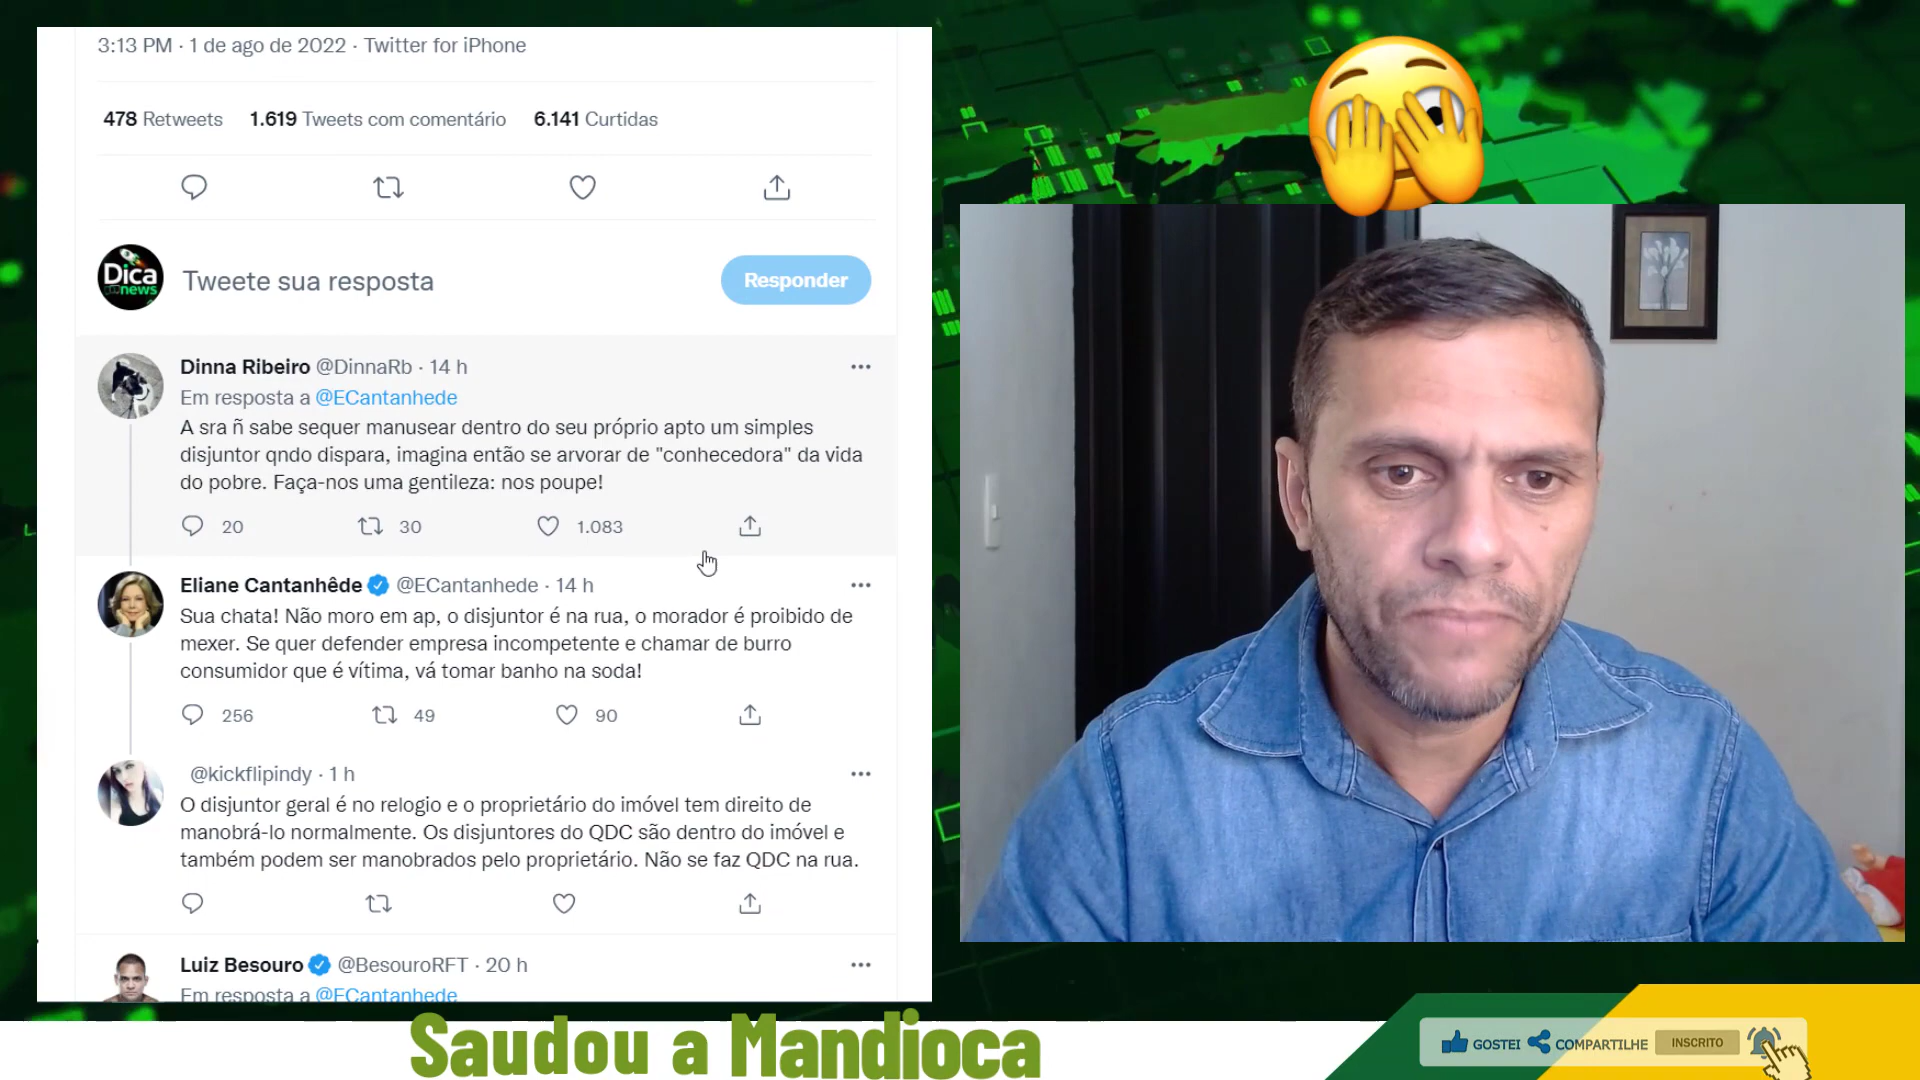 3:13 PM · 1 de ago de 2022 · Twitter for iPhone
478 Retweets 1.619 Tweets com comentário 6.141 Curtidas
Dica
news
Tweete sua resposta
Responder
Dinna Ribeiro @DinnaRb · 14 h
Em resposta a @ECantanhede
A sra ñ sabe sequer manusear dentro do seu próprio apto um simples
disjuntor qndo dispara, imagina então se arvorar de "conhecedora" da vida
do pobre. Faça-nos uma gentileza: nos poupe!
20 30 1.083
Eliane Cantanhêde @ECantanhede · 14 h
Sua chata! Não moro em ap, o disjuntor é na rua, o morador é proibido de
mexer. Se quer defender empresa incompetente e chamar de burro
consumidor que é vítima, vá tomar banho na soda!
256 49 90
@kickflipindy · 1 h
O disjuntor geral é no relogio e o proprietário do imóvel tem direito de
manobrá-lo normalmente. Os disjuntores do QDC são dentro do imóvel e
também podem ser manobrados pelo proprietário. Não se faz QDC na rua.
Luiz Besouro @BesouroRFT · 20 h
Em resposta a @ECantanhede
Saudou a Mandioca
GOSTEI COMPARTILHE INSCRITO